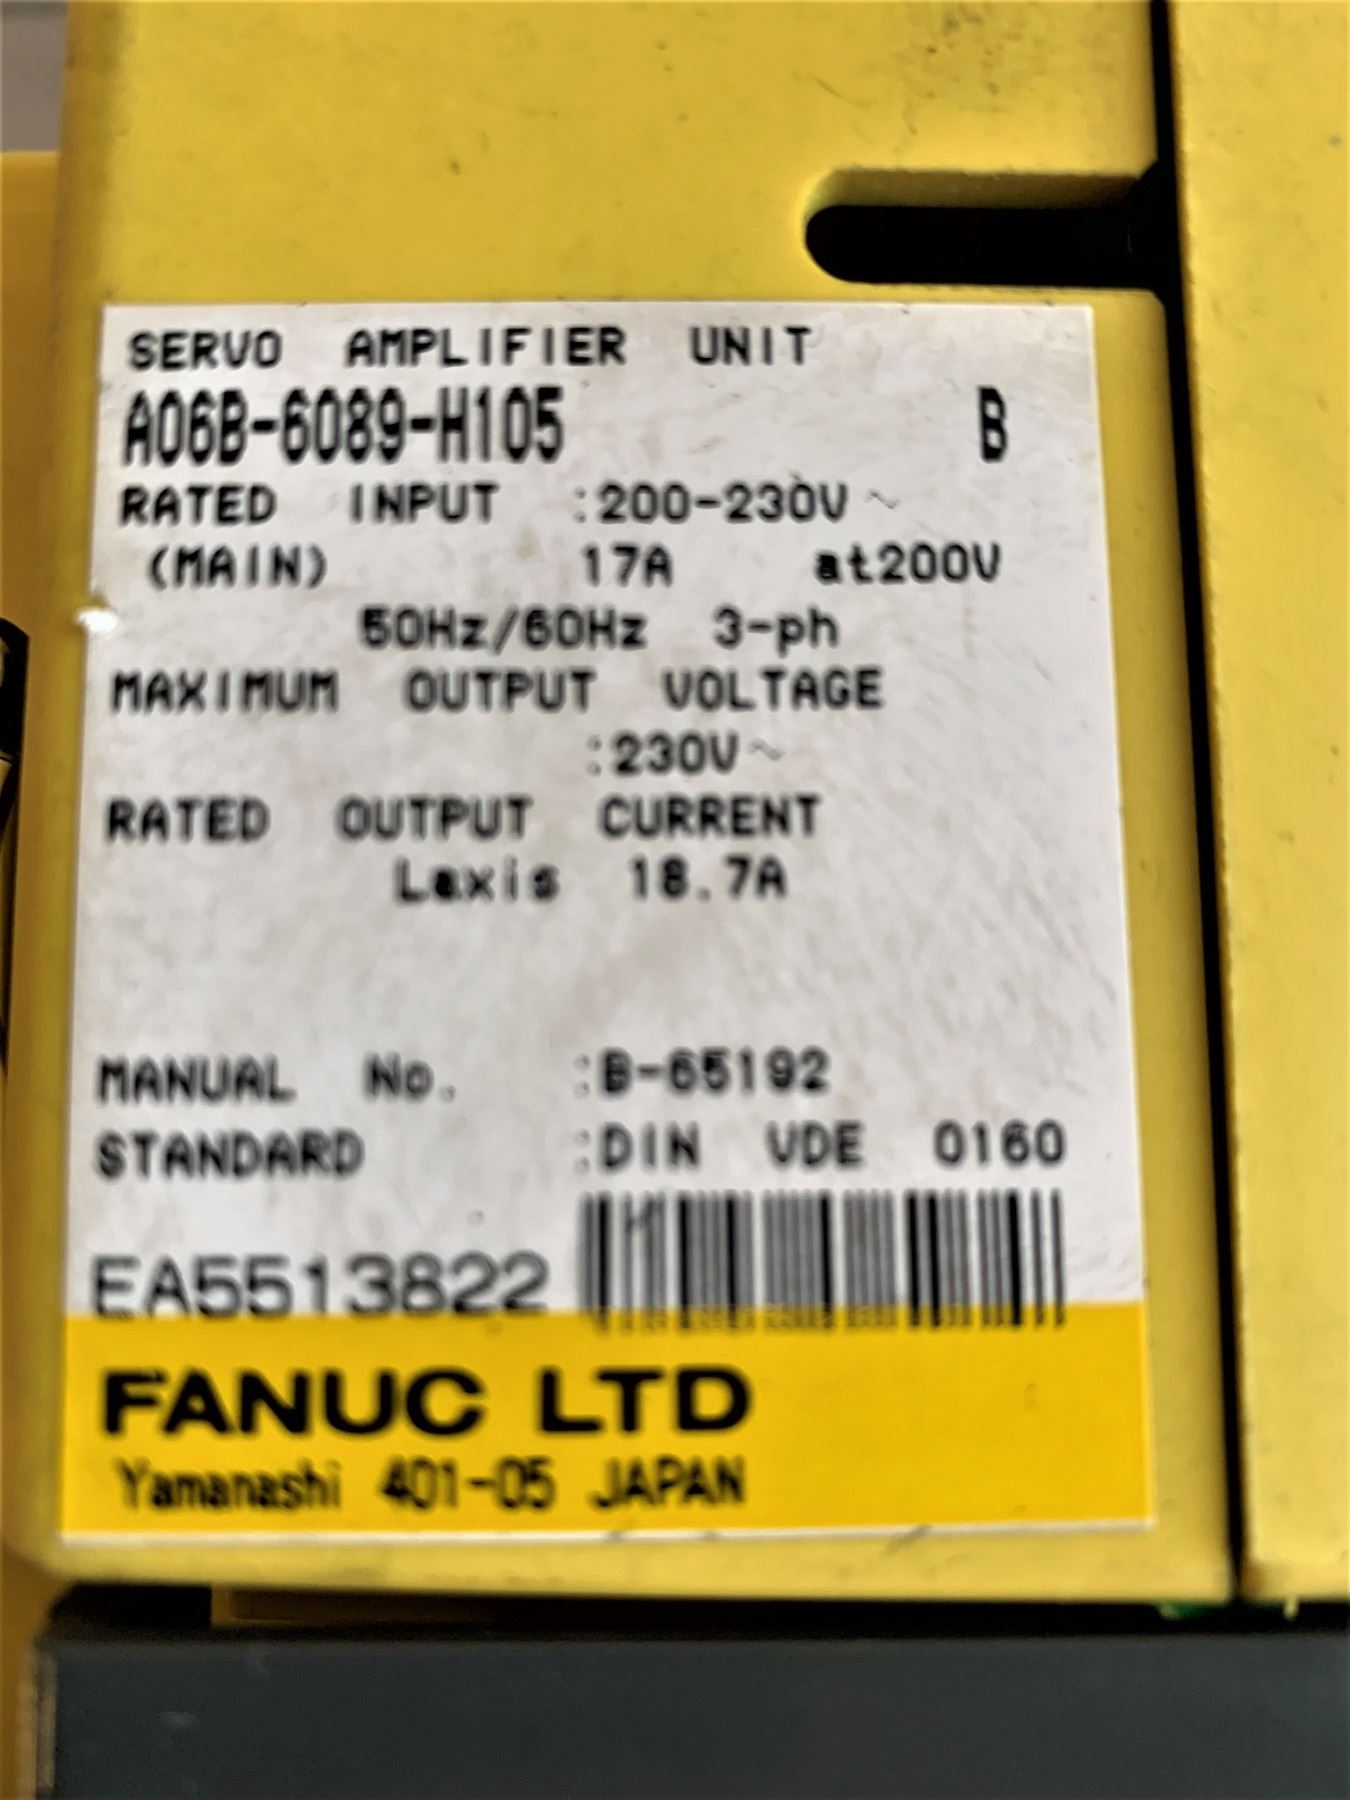 SERVO AMPLIFIER UNIT
A06B-6089-H105 B
RATED INPUT :200-230V~
(MAIN) 17A at200V
50Hz/60Hz 3-ph
MAXIMUM OUTPUT VOLTAGE
:230V~
RATED OUTPUT CURRENT
Laxis 18.7A
MANUAL No. :B-65192
STANDARD :DIN VDE 0160
EA5513822
FANUC LTD
Yamanashi 401-05 JAPAN